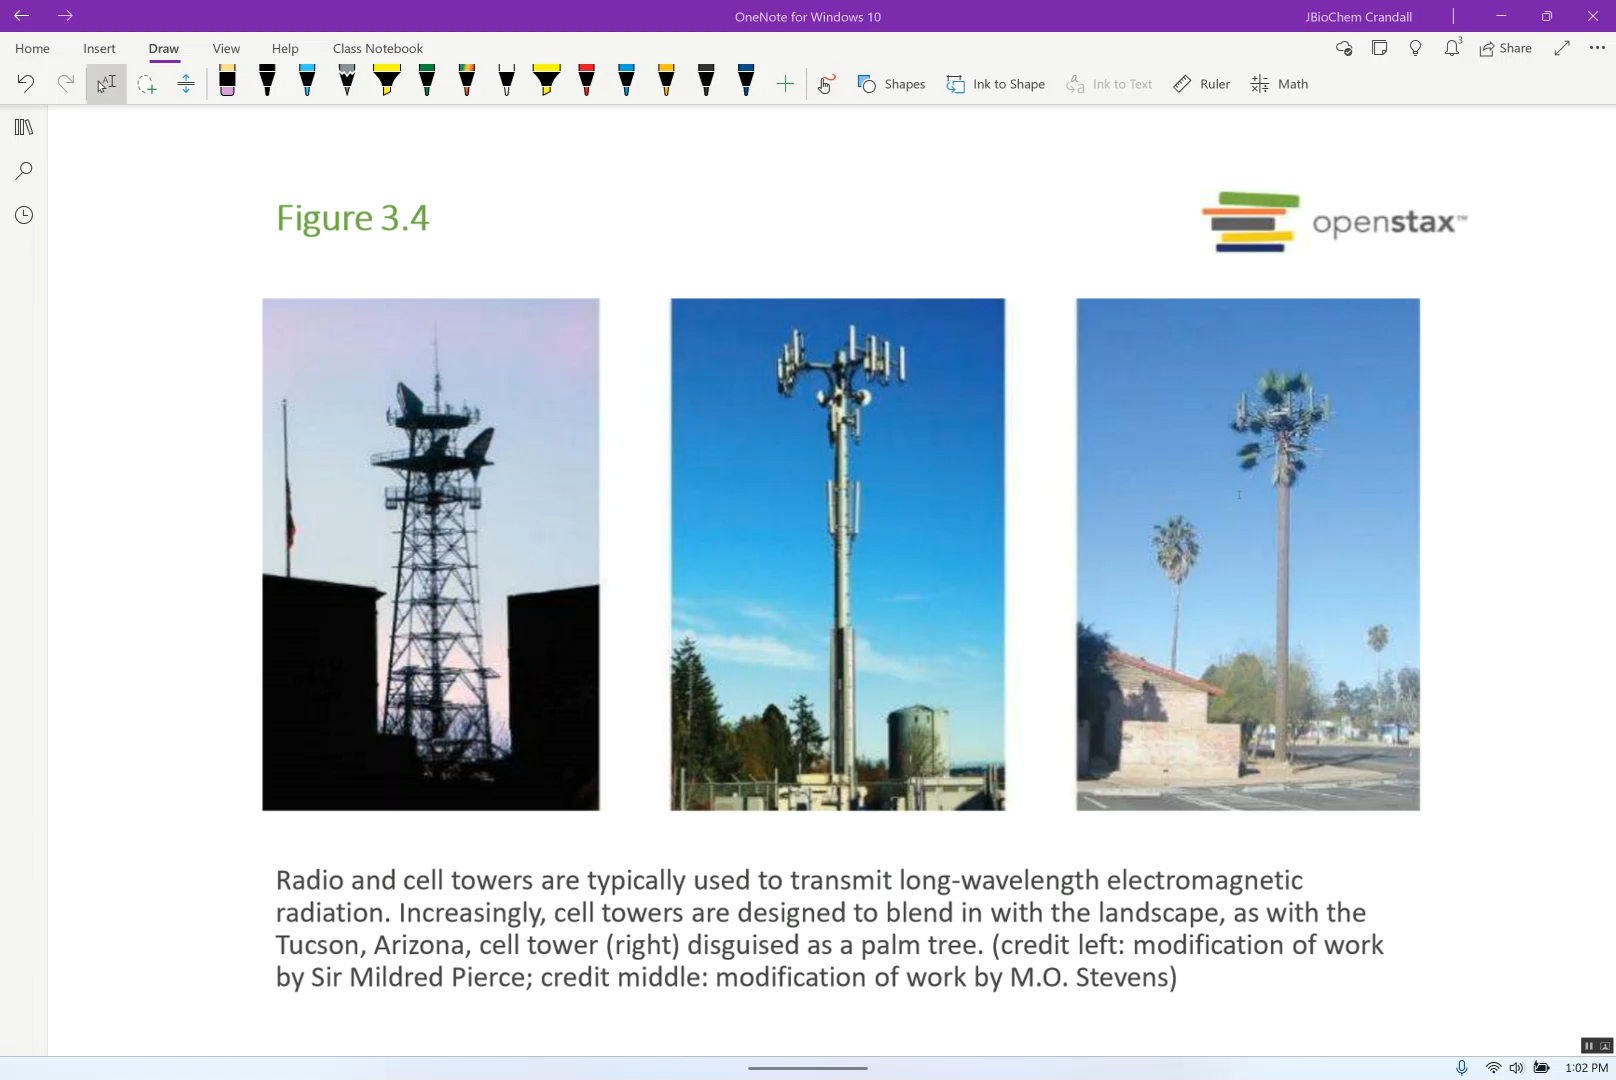 OneNote for Windows 10
JBioChem Crandall
Home Insert Draw View Help Class Notebook
3
Share
Shapes
Ink to Shape
Ink to Text
Ruler
Math
Figure 3.4
openstax™
Radio and cell towers are typically used to transmit long-wavelength electromagnetic
radiation. Increasingly, cell towers are designed to blend in with the landscape, as with the
Tucson, Arizona, cell tower (right) disguised as a palm tree. (credit left: modification of work
by Sir Mildred Pierce; credit middle: modification of work by M.O. Stevens)
1:02 PM